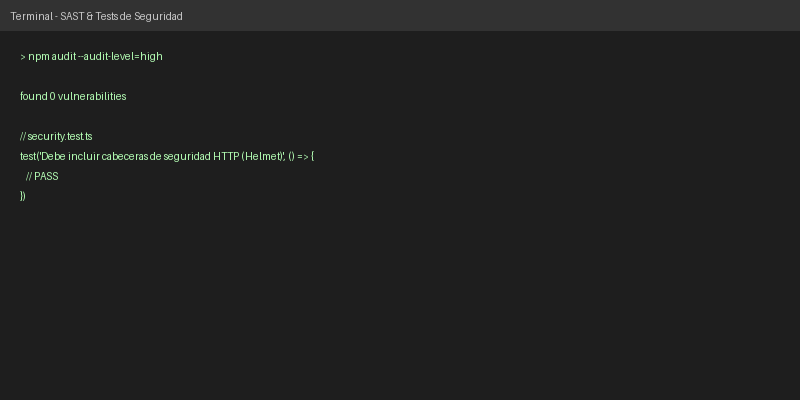 Terminal - SAST & Tests de Seguridad
> npm audit --audit-level=high
found 0 vulnerabilities
// security.test.ts
test('Debe incluir cabeceras de seguridad HTTP (Helmet)', () => {
// PASS
})